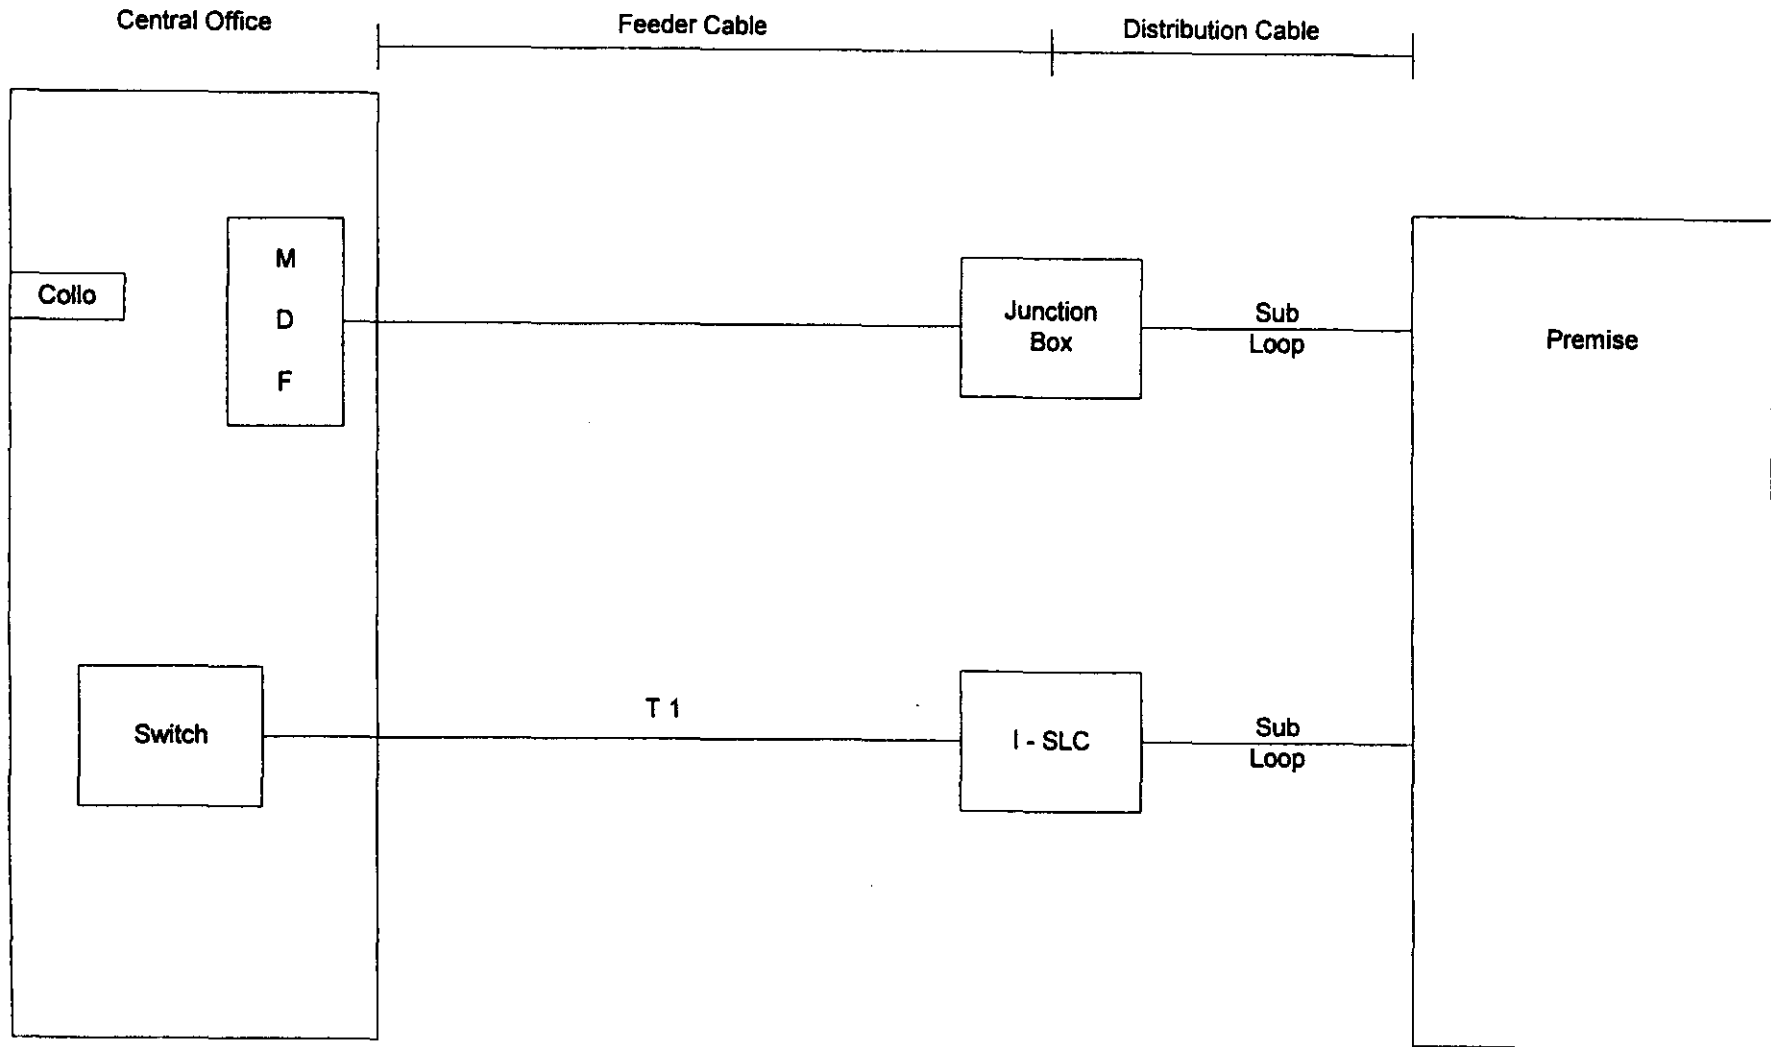 Central Office
Feeder Cable
Distribution Cable
M
D
F
Collo
Junction
Box
Sub
Loop
Premise
Switch
T 1
I - SLC
Sub
Loop